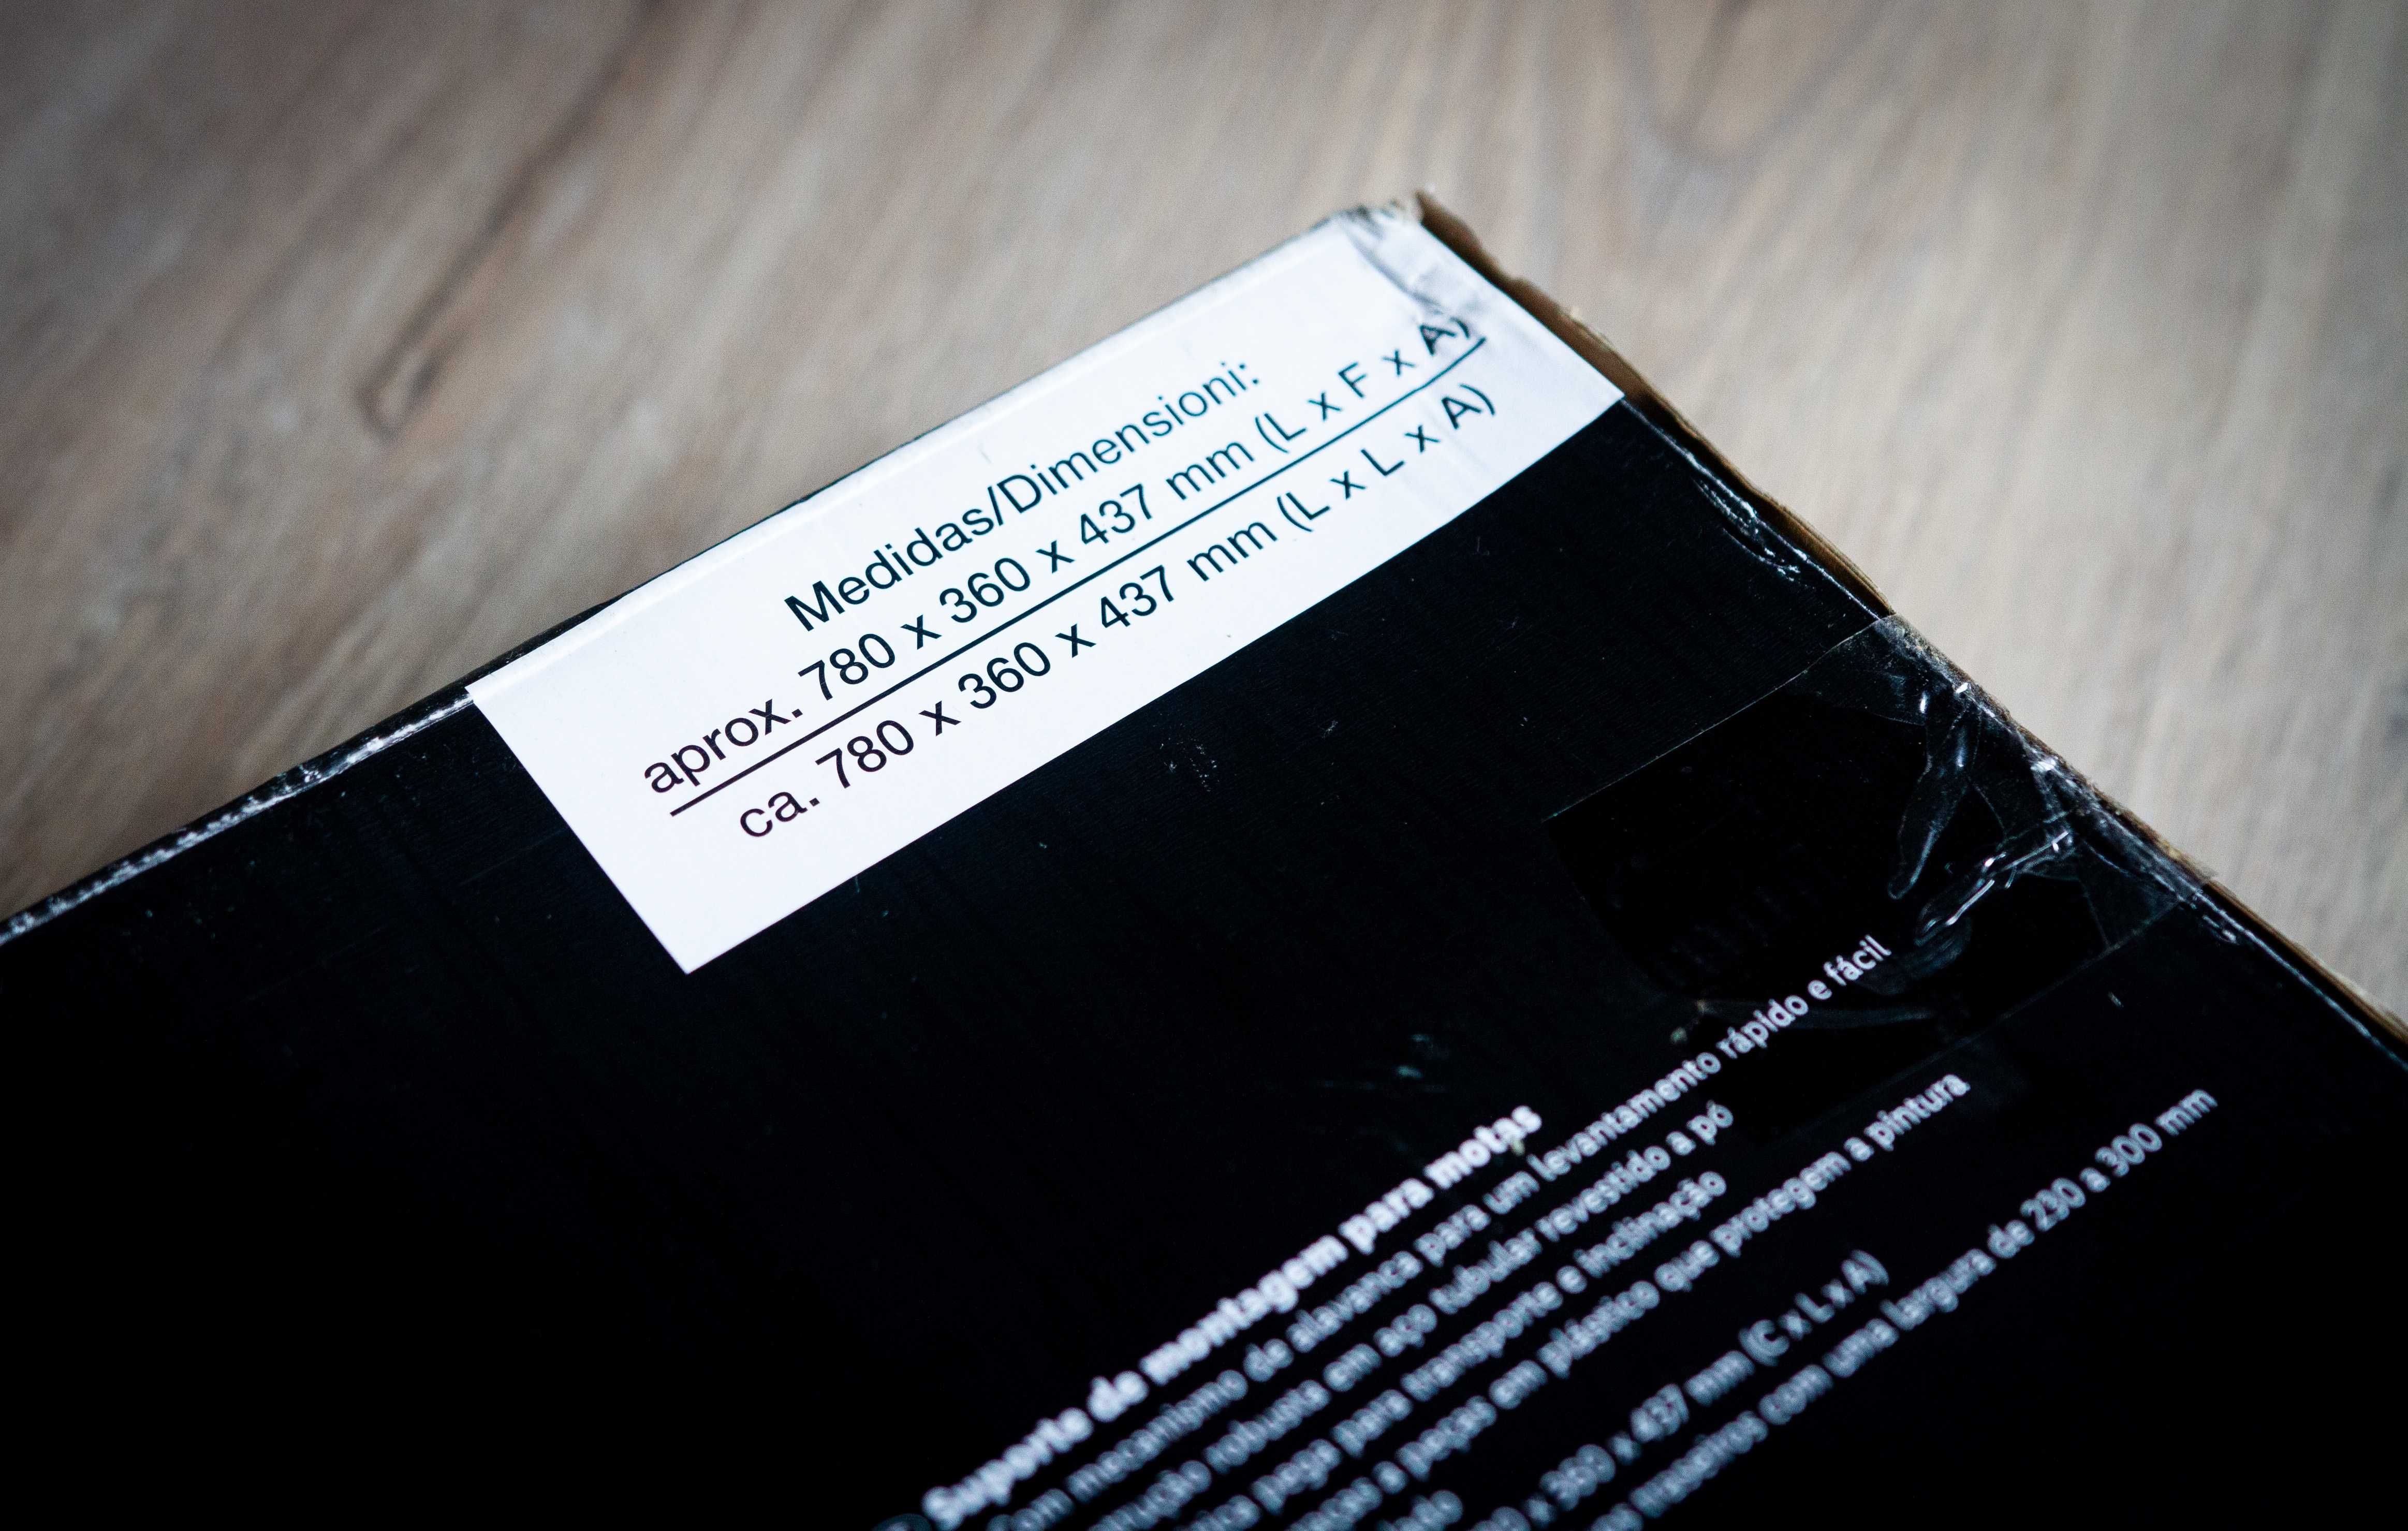 Medidas/Dimensioni:
aprox. 780 x 360 x 437 mm (L x F x A)
ca. 780 x 360 x 437 mm (L x L x A)
Suporte de montagem para motas
Com mecanismo de alavanca para um levantamento rápido e fácil
robusta em aço tubular revestido a pó
pega para transporte e inclinação
a peças em plástico que protegem a pintura
x 360 x 437 mm (C x L x A)
traseiros com uma largura de 230 a 300 mm